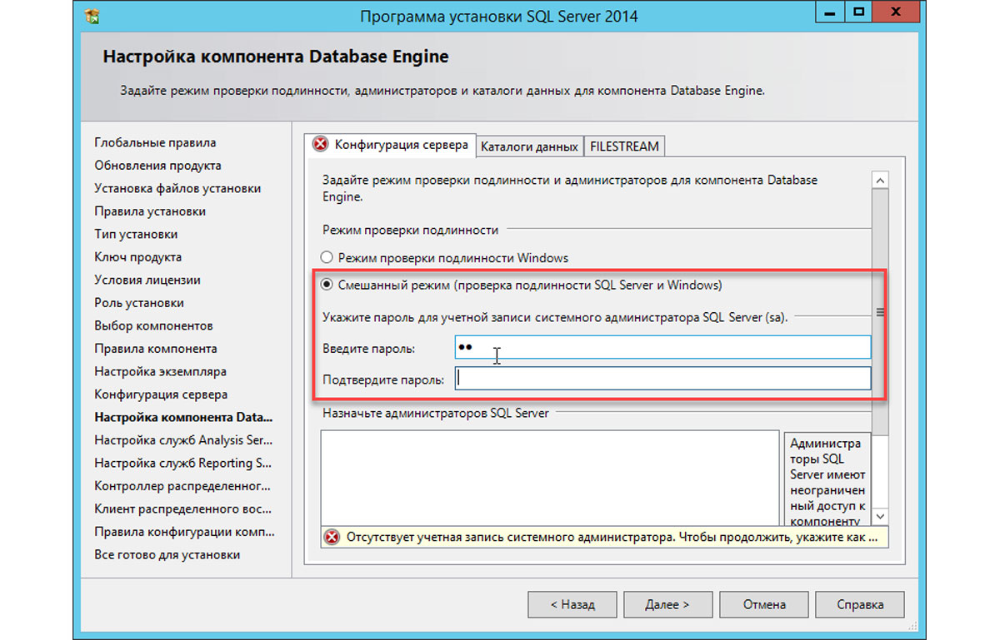 Программа установки SQL Server 2014
Настройка компонента Database Engine
Задайте режим проверки подлинности, администраторов и каталоги данных для компонента Database Engine.
Глобальные правила
Обновления продукта
Установка файлов установки
Правила установки
Тип установки
Ключ продукта
Условия лицензии
Роль установки
Выбор компонентов
Правила компонента
Настройка экземпляра
Конфигурация сервера
Настройка компонента Data...
Настройка служб Analysis Ser...
Настройка служб Reporting S...
Контроллер распределенног...
Клиент распределенного вос...
Правила конфигурации комп...
Все готово для установки
Конфигурация сервера
Каталоги данных
FILESTREAM
Задайте режим проверки подлинности и администраторов для компонента Database
Engine.
Режим проверки подлинности
Режим проверки подлинности Windows
Смешанный режим (проверка подлинности SQL Server и Windows)
Укажите пароль для учетной записи системного администратора SQL Server (sa).
Введите пароль: ●●
Подтвердите пароль:
Назначьте администраторов SQL Server
Администра
торы SQL
Server имеют
неограничен
ный доступ к
компоненту
Отсутствует учетная запись системного администратора. Чтобы продолжить, укажите как ...
< Назад
Далее >
Отмена
Справка